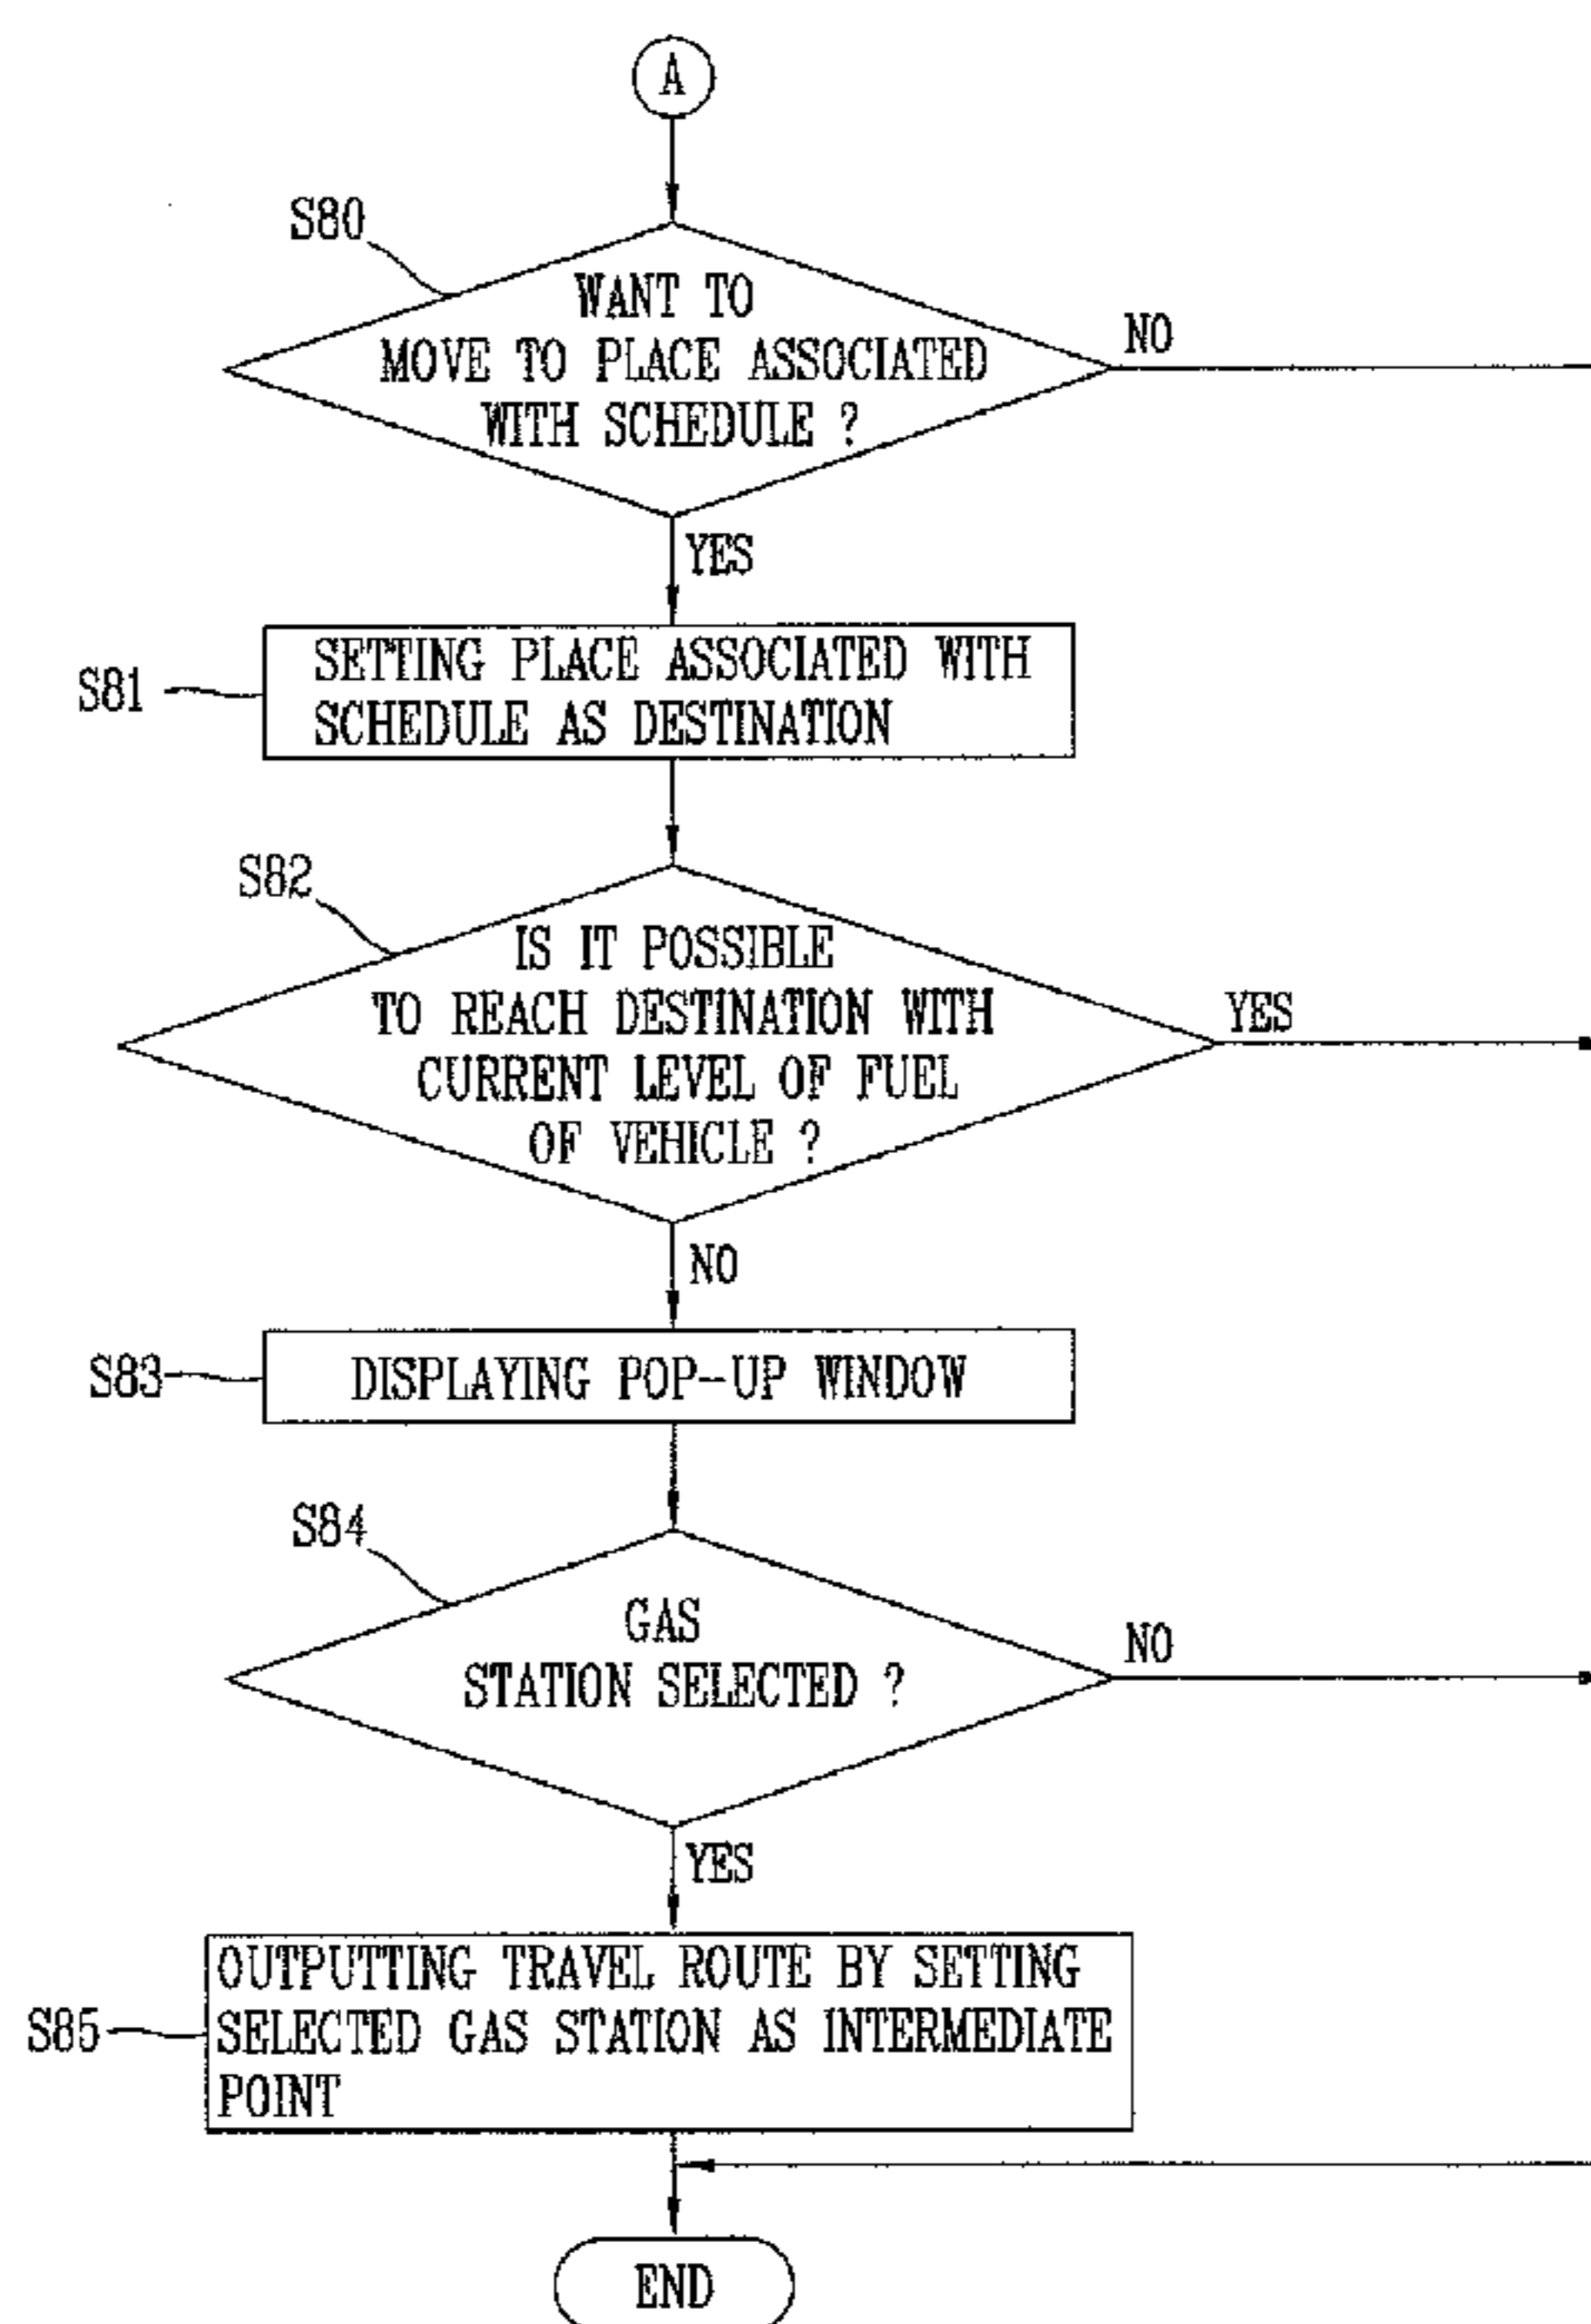 A
S80
WANT TO
MOVE TO PLACE ASSOCIATED
WITH SCHEDULE ?
NO
YES
S81
SETTING PLACE ASSOCIATED WITH
SCHEDULE AS DESTINATION
S82
IS IT POSSIBLE
TO REACH DESTINATION WITH
CURRENT LEVEL OF FUEL
OF VEHICLE ?
YES
NO
S83
DISPLAYING POP-UP WINDOW
S84
GAS
STATION SELECTED ?
NO
YES
S85
OUTPUTTING TRAVEL ROUTE BY SETTING
SELECTED GAS STATION AS INTERMEDIATE
POINT
END